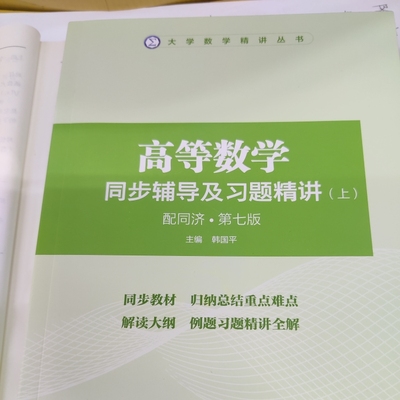 大学数学精讲丛书
高等数学
同步辅导及习题精讲（上）
配同济·第七版
主编 韩国平
同步教材 归纳总结重点难点
解读大纲 例题习题精讲全解